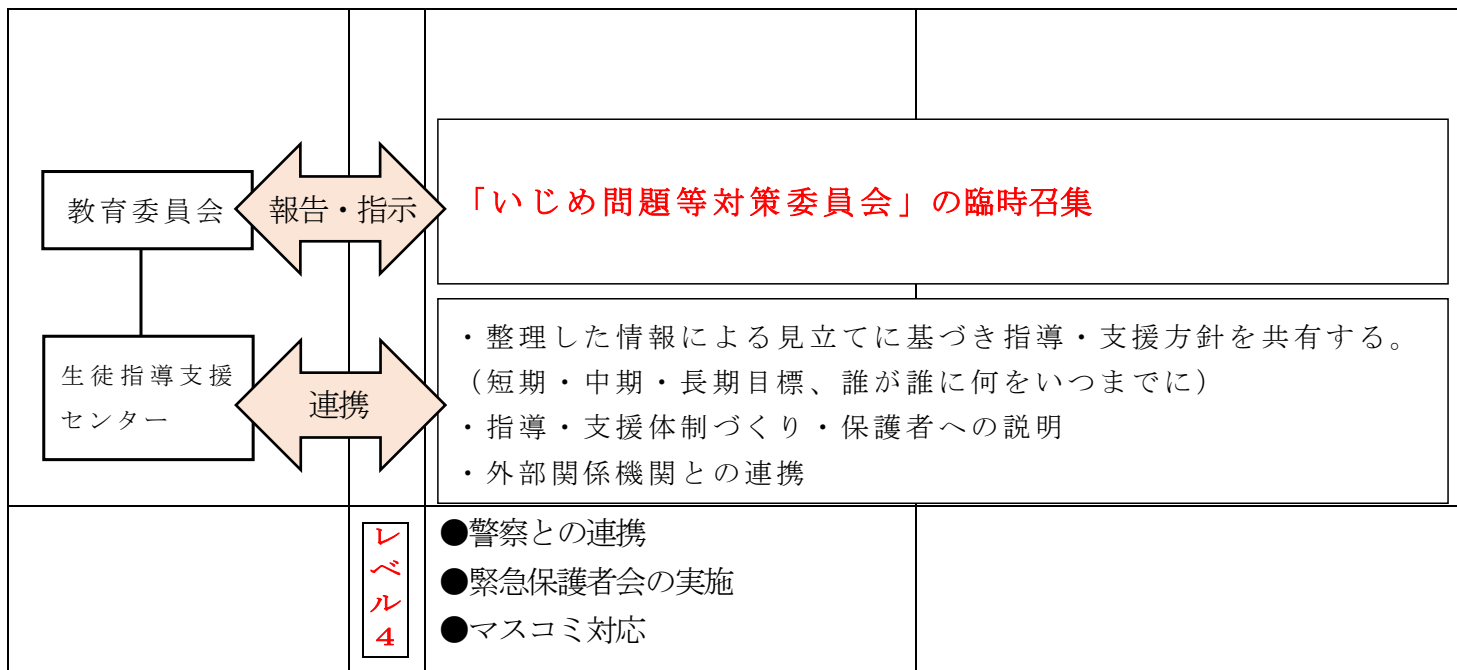 教育委員会
報告・指示
「いじめ問題等対策委員会」の臨時召集
生徒指導支援
センター
連携
・整理した情報による見立てに基づき指導・支援方針を共有する。
（短期・中期・長期目標、誰が誰に何をいつまでに）
・指導・支援体制づくり・保護者への説明
・外部関係機関との連携
レベル４
●警察との連携
●緊急保護者会の実施
●マスコミ対応